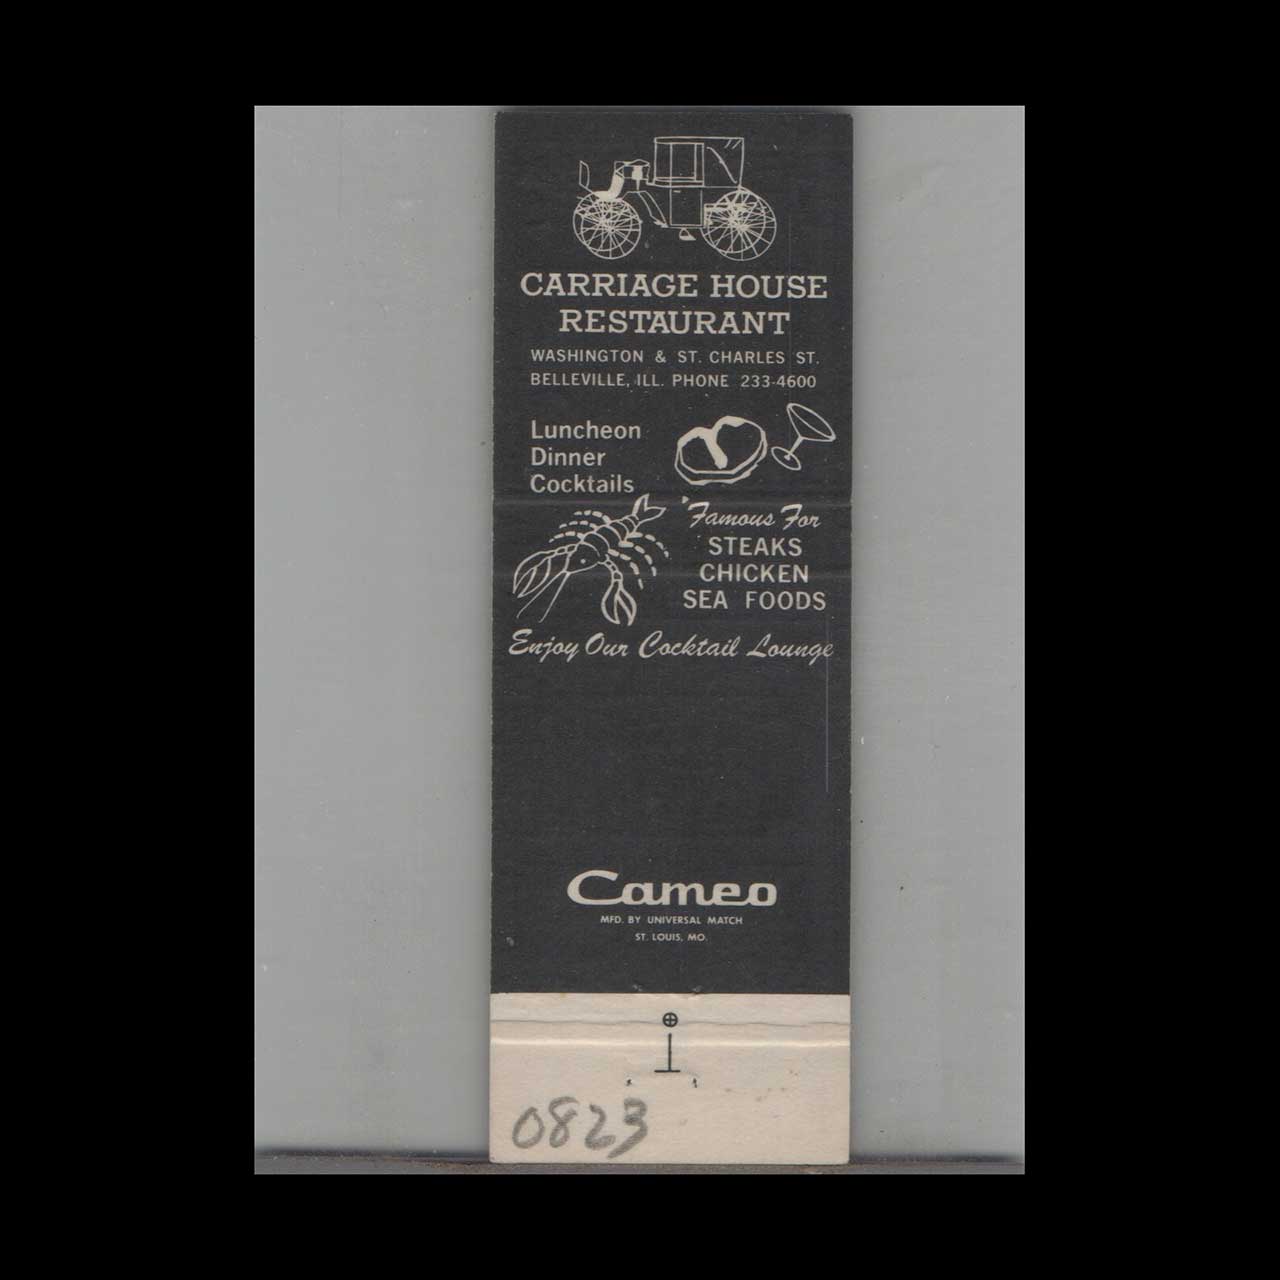 CARRIAGE HOUSE
RESTAURANT
WASHINGTON & ST. CHARLES ST.
BELLEVILLE, ILL. PHONE 233-4600
Luncheon
Dinner
Cocktails
Famous For
STEAKS
CHICKEN
SEA FOODS
Enjoy Our Cocktail Lounge
Cameo
MFD. BY UNIVERSAL MATCH
ST. LOUIS, MO.
0823